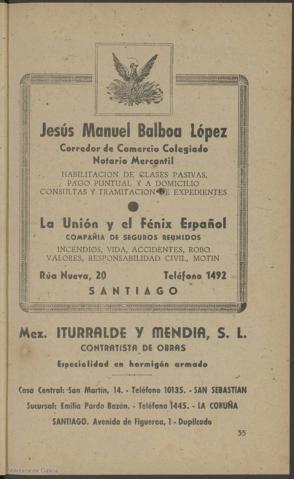 Jesús Manuel Balboa López
Corredor de Comercio Colegiado
Notario Mercantil
HABILITACION DE CLASES PASIVAS,
PAGO PUNTUAL Y A DOMICILIO
CONSULTAS Y TRAMITACION DE EXPEDIENTES
La Unión y el Fénix Español
COMPAÑIA DE SEGUROS REUNIDOS
INCENDIOS, VIDA, ACCIDENTES, ROBO,
VALORES, RESPONSABILIDAD CIVIL, MOTIN
Rúa Nueva, 20 Teléfono 1492
SANTIAGO
Mez. ITURRALDE Y MENDIA, S. L.
CONTRATISTA DE OBRAS
Especialidad en hormigón armado
Casa Central: San Martín, 14. - Teléfono 10135. - SAN SEBASTIAN
Sucursal: Emilia Pardo Bazán. - Teléfono 1445. - LA CORUÑA
SANTIAGO. Avenida de Figueroa, 1 - Duplicado
55
Biblioteca de Galicia